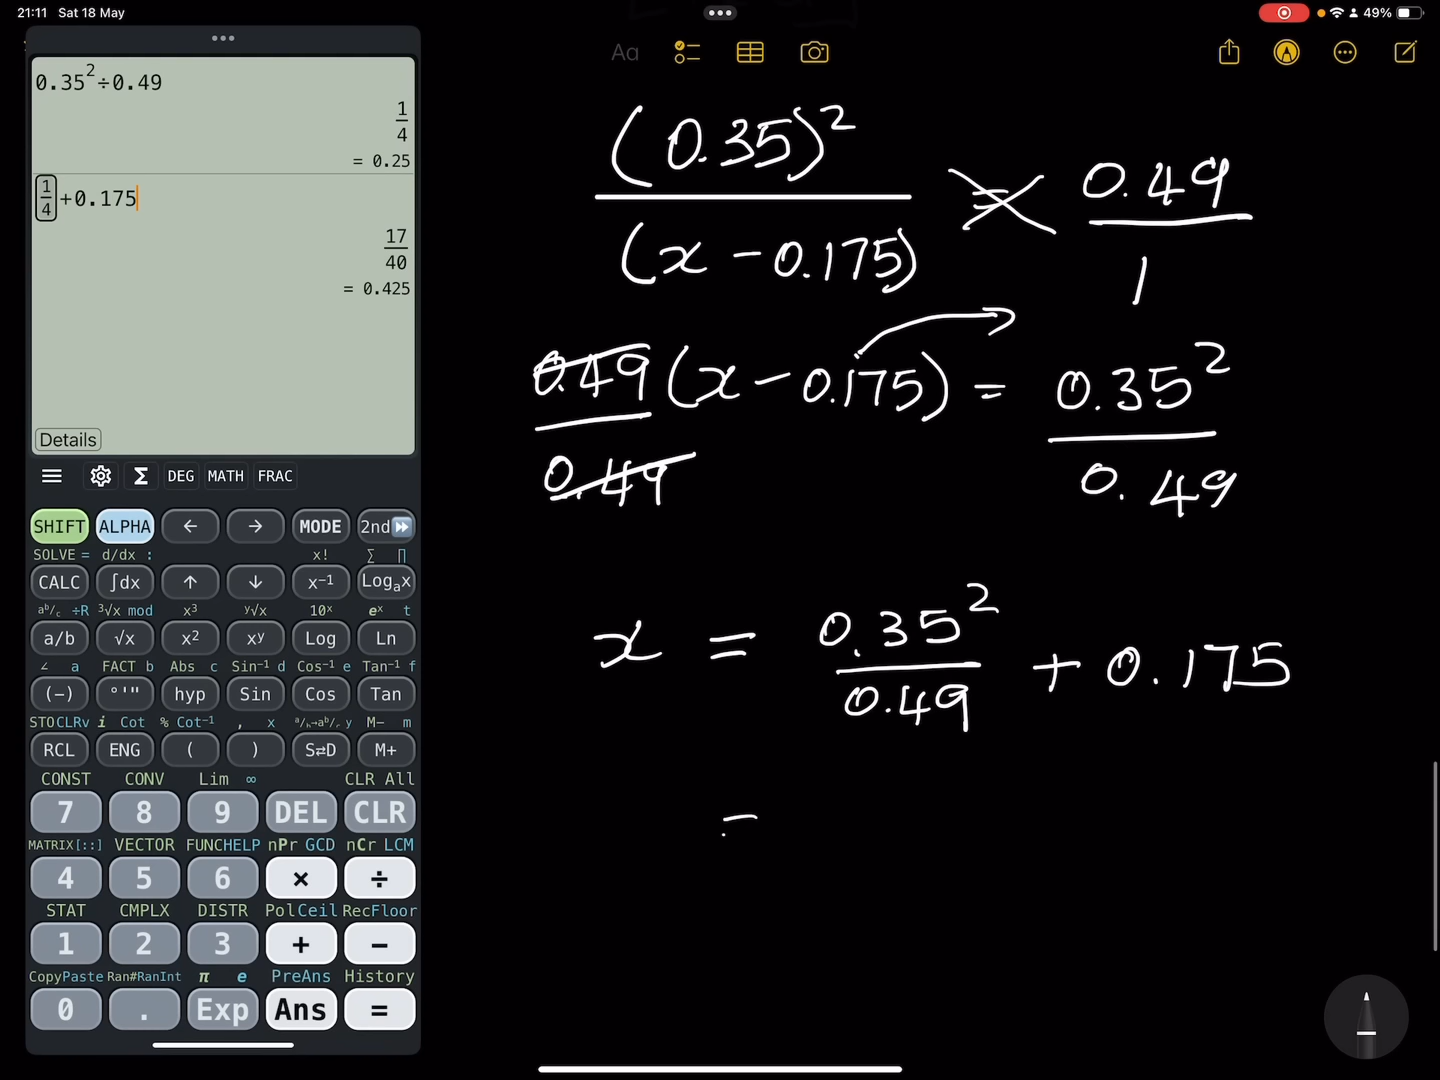 21:11 Sat 18 May
49%
0.35²÷0.49
1/4
= 0.25
1/4+0.175
17/40
= 0.425
Details
DEG MATH FRAC
SHIFT ALPHA ← → MODE 2nd
SOLVE = d/dx : x! ∑ ∏
CALC ∫dx ↑ ↓ x⁻¹ Logₐx
aᵇ/c ÷R ³√x mod x³ ʸ√x 10ˣ eˣ t
a/b √x x² xʸ Log Ln
∠ a FACT b Abs c Sin⁻¹ d Cos⁻¹ e Tan⁻¹ f
(−) °'" hyp Sin Cos Tan
STO CLRv i Cot % Cot⁻¹ , x y M− m
RCL ENG ( ) S⇄D M+
CONST CONV Lim ∞ CLR All
7 8 9 DEL CLR
MATRIX[::] VECTOR FUNC HELP nPr GCD nCr LCM
4 5 6 × ÷
STAT CMPLX DISTR Pol Ceil Rec Floor
1 2 3 + −
Copy Paste Ran# RanInt π e PreAns History
0 . Exp Ans =
Aa
(0.35)²/(x − 0.175) = 0.49/1
0.49(x − 0.175)/0.49 = 0.35²/0.49
x = 0.35²/0.49 + 0.175
=